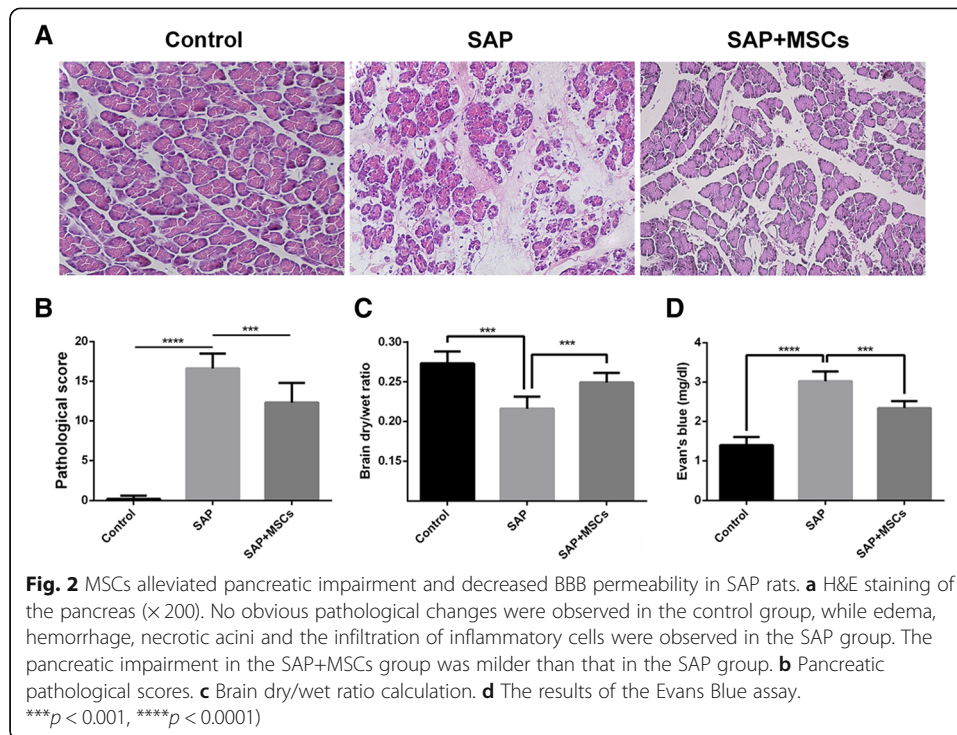 A
Control
SAP
SAP+MSCs
B
C
D
Pathological score
20
15
10
5
0
****
***
Control
SAP
SAP+MSCs
Brain dry/wet ratio
0.30
0.25
0.20
0.15
***
***
Control
SAP
SAP+MSCs
Evan's blue (mg/dl)
4
3
2
1
0
****
***
Control
SAP
SAP+MSCs
Fig. 2 MSCs alleviated pancreatic impairment and decreased BBB permeability in SAP rats. a H&E staining of
the pancreas (× 200). No obvious pathological changes were observed in the control group, while edema,
hemorrhage, necrotic acini and the infiltration of inflammatory cells were observed in the SAP group. The
pancreatic impairment in the SAP+MSCs group was milder than that in the SAP group. b Pancreatic
pathological scores. c Brain dry/wet ratio calculation. d The results of the Evans Blue assay.
***p < 0.001, ****p < 0.0001)